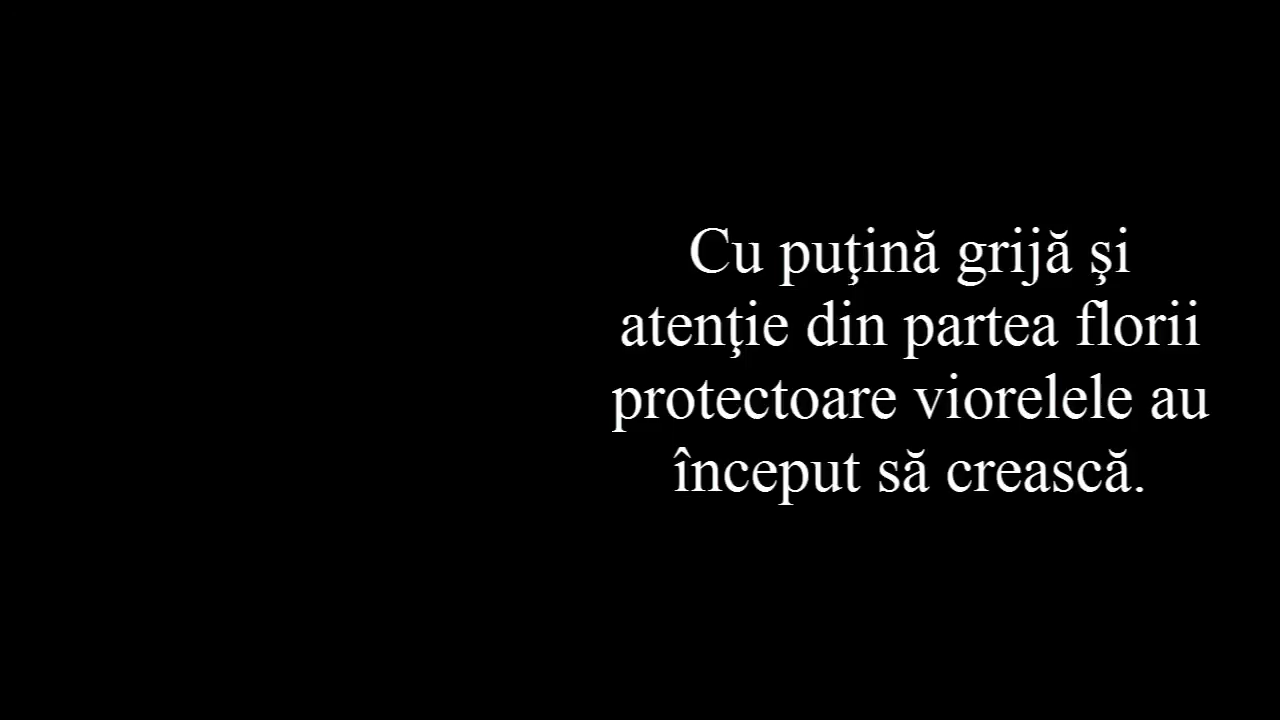 Cu puţină grijă şi
atenţie din partea florii
protectoare viorelele au
început să crească.